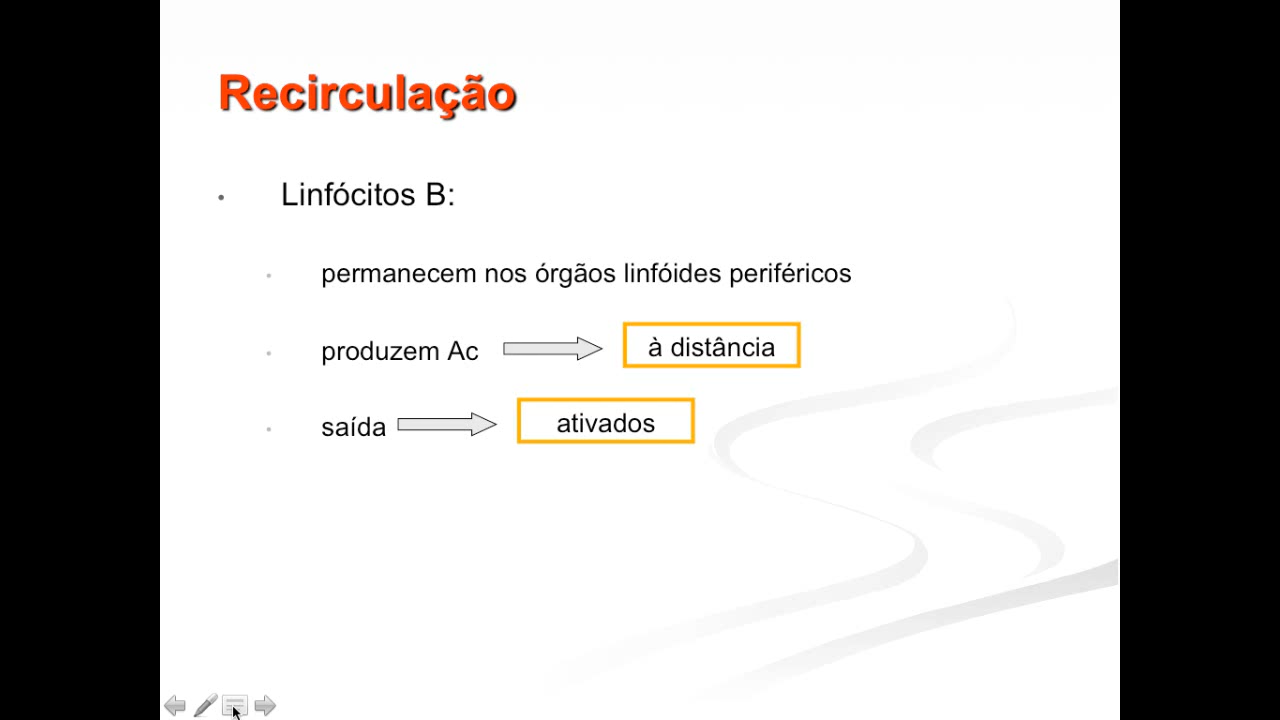 Recirculação
Linfócitos B:
permanecem nos órgãos linfóides periféricos
produzem Ac à distância
saída ativados